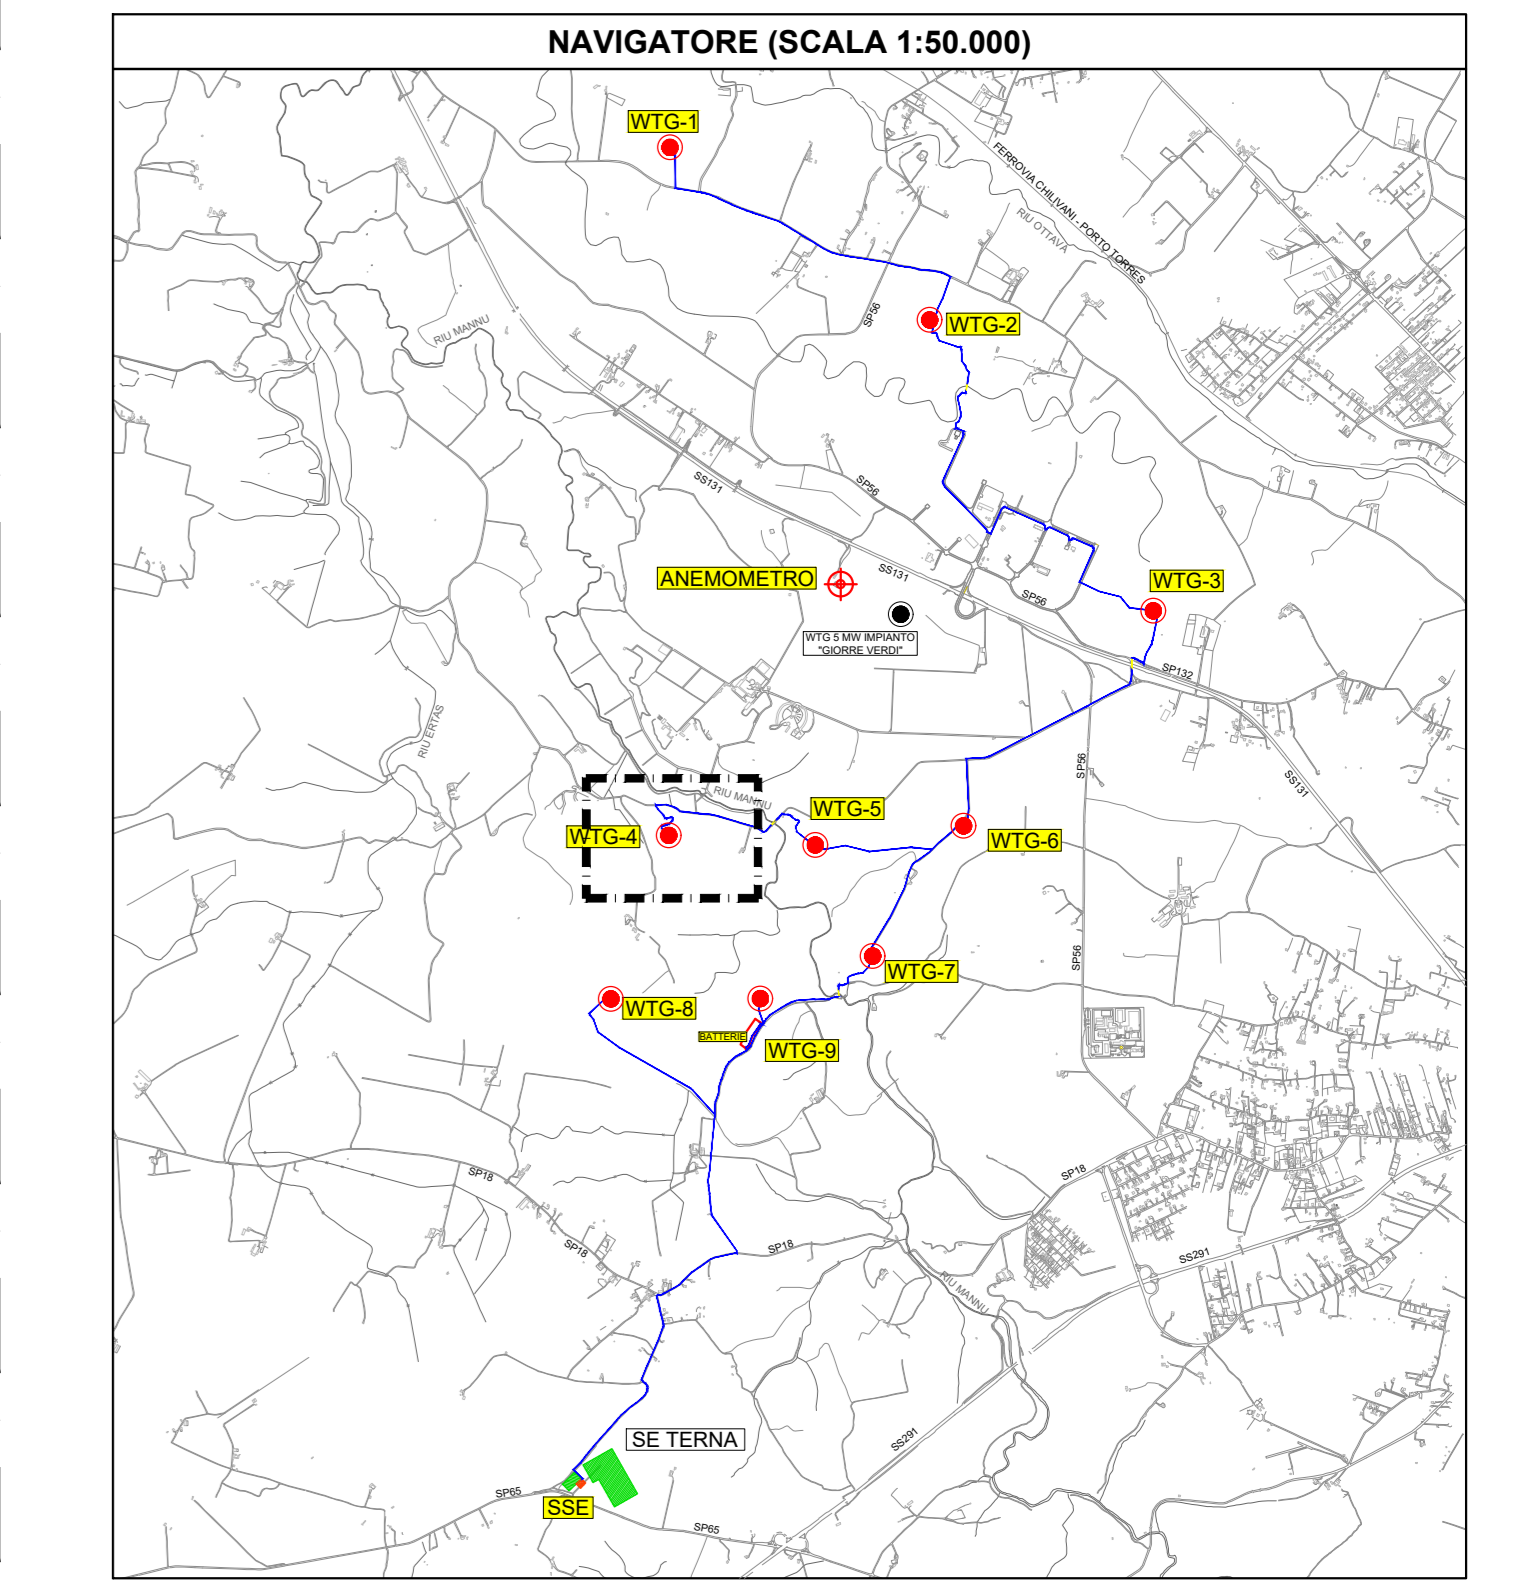 NAVIGATORE (SCALA 1:50.000)
WTG-1
FERROVIA CHILIVANI - PORTO TORRES
RIU OTTAVA
SP56
WTG-2
RIU MANNU
SS131
SP56
ANEMOMETRO
SS131
WTG-3
SP56
WTG 5 MW IMPIANTO
"GIORRE VERDI"
SP132
RIU ERTAS
SP56
SS131
RIU MANNU
WTG-5
WTG-4
WTG-6
SP56
WTG-7
WTG-8
BATTERIE
WTG-9
SP18
SP18
SP18
SP18
SS291
RIU MANNU
SE TERNA
SS291
SP65
SSE
SP65